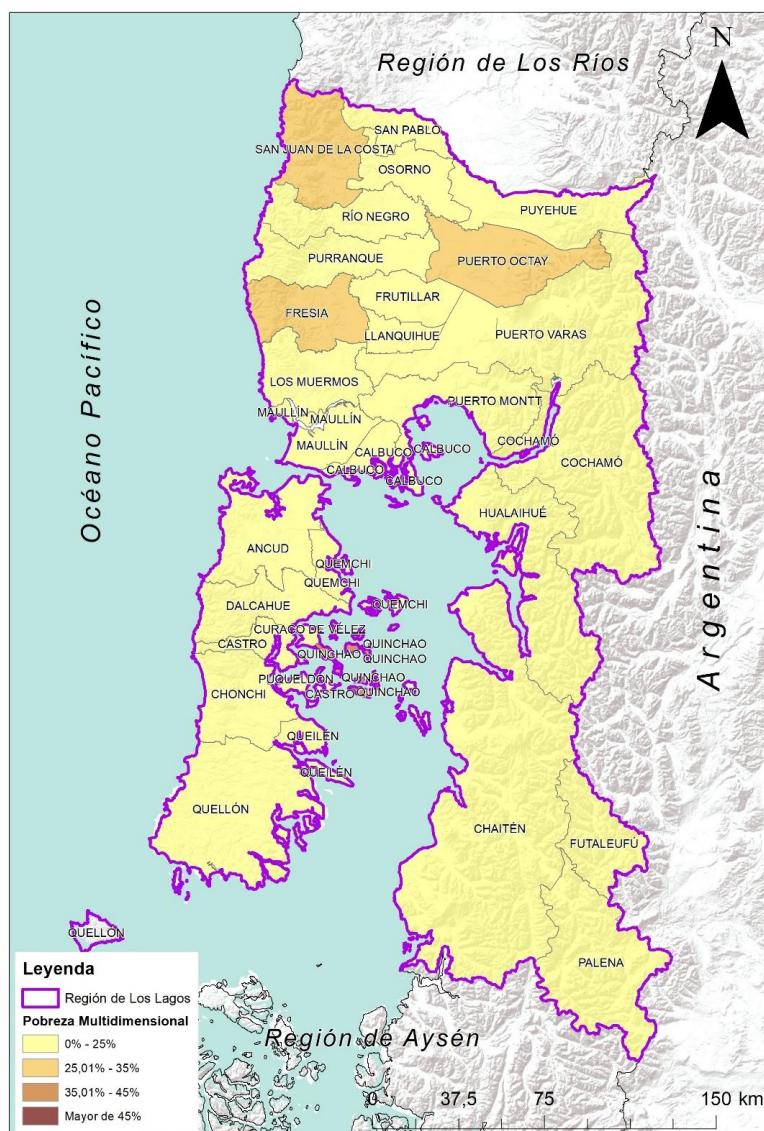 Región de Los Ríos
N
SAN PABLO
SAN JUAN DE LA COSTA
OSORNO
RÍO NEGRO
PUYEHUE
PURRANQUE
PUERTO OCTAY
FRUTILLAR
FRESIA
LLANQUIHUE
PUERTO VARAS
LOS MUERMOS
PUERTO MONTT
MAULLÍN
MAULLÍN
MAULLÍN
COCHAMÓ
CALBUCO
CALBUCO
COCHAMÓ
CALBUCO
CALBUCO
HUALAIHUÉ
Océano Pacífico
Argentina
ANCUD
QUEMCHI
QUEMCHI
QUEMCHI
DALCAHUE
CURACO DE VÉLEZ
CASTRO
QUINCHAO
QUINCHAO
QUINCHAO
PUQUELDÓN
QUINCHAO
CHONCHI
CASTRO
QUINCHAO
QUEILÉN
QUEILÉN
QUELLÓN
CHAITÉN
FUTALEUFÚ
QUELLÓN
PALENA
Leyenda
Región de Los Lagos
Pobreza Multidimensional
0% - 25%
25,01% - 35%
35,01% - 45%
Mayor de 45%
Región de Aysén
0 37,5 75 150 km